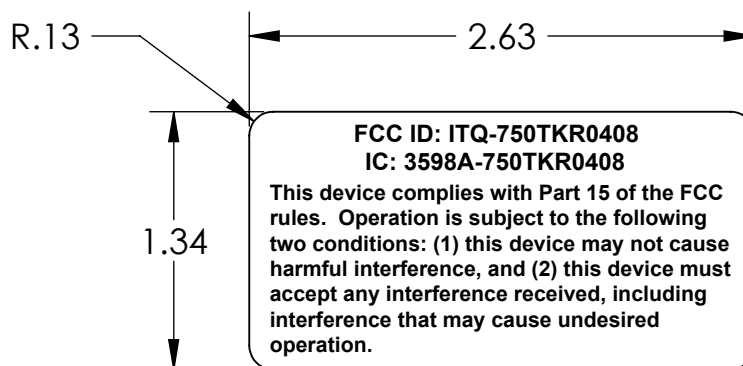 R.13
2.63
1.34
FCC ID: ITQ-750TKR0408
IC: 3598A-750TKR0408
This device complies with Part 15 of the FCC
rules.  Operation is subject to the following
two conditions: (1) this device may not cause
harmful interference, and (2) this device must
accept any interference received, including
interference that may cause undesired
operation.